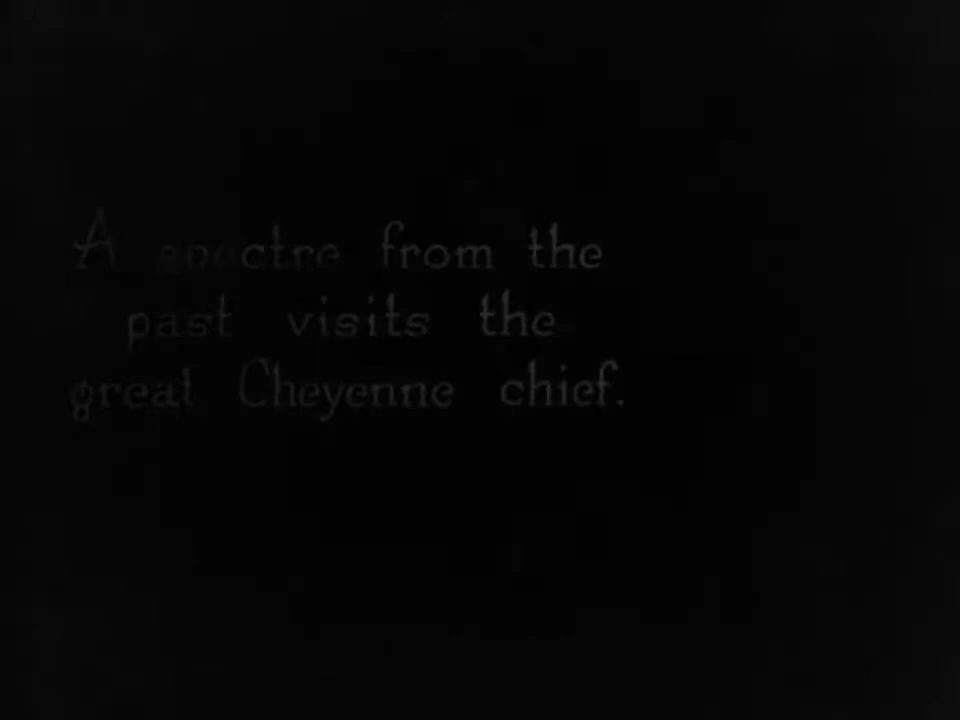 A spectre from the
past visits the
great Cheyenne chief.